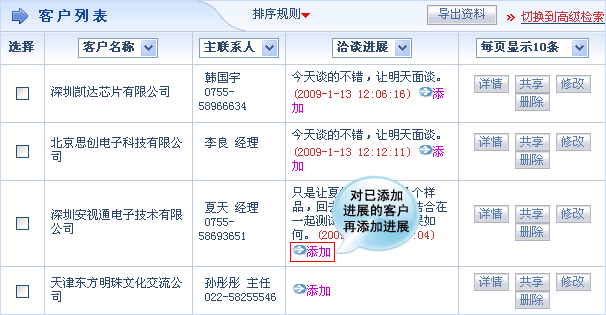 客户列表
排序规则
导出资料
» 切换到高级检索
选择
客户名称
主联系人
洽谈进展
每页显示10条
深圳凯达芯片有限公司
韩国宇
0755-
58966634
今天谈的不错，让明天面谈。
(2009-1-13 12:06:16) 添
加
详情 共享 修改
删除
北京思创电子科技有限公
司
李良 经理
今天谈的不错，让明天面谈。
(2009-1-13 12:12:11) 添
加
详情 共享 修改
删除
深圳安视通电子技术有限
公司
夏天 经理
0755-
58693651
只是让夏 个样
品，回 结合在
一起测 果如
何。(200 :04)
添加
对已添加
进展的客户
再添加进展
详情 共享 修改
删除
天津东方明珠文化交流公
司
孙彤彤 主任
022-58255546
添加
详情 共享 修改
删除